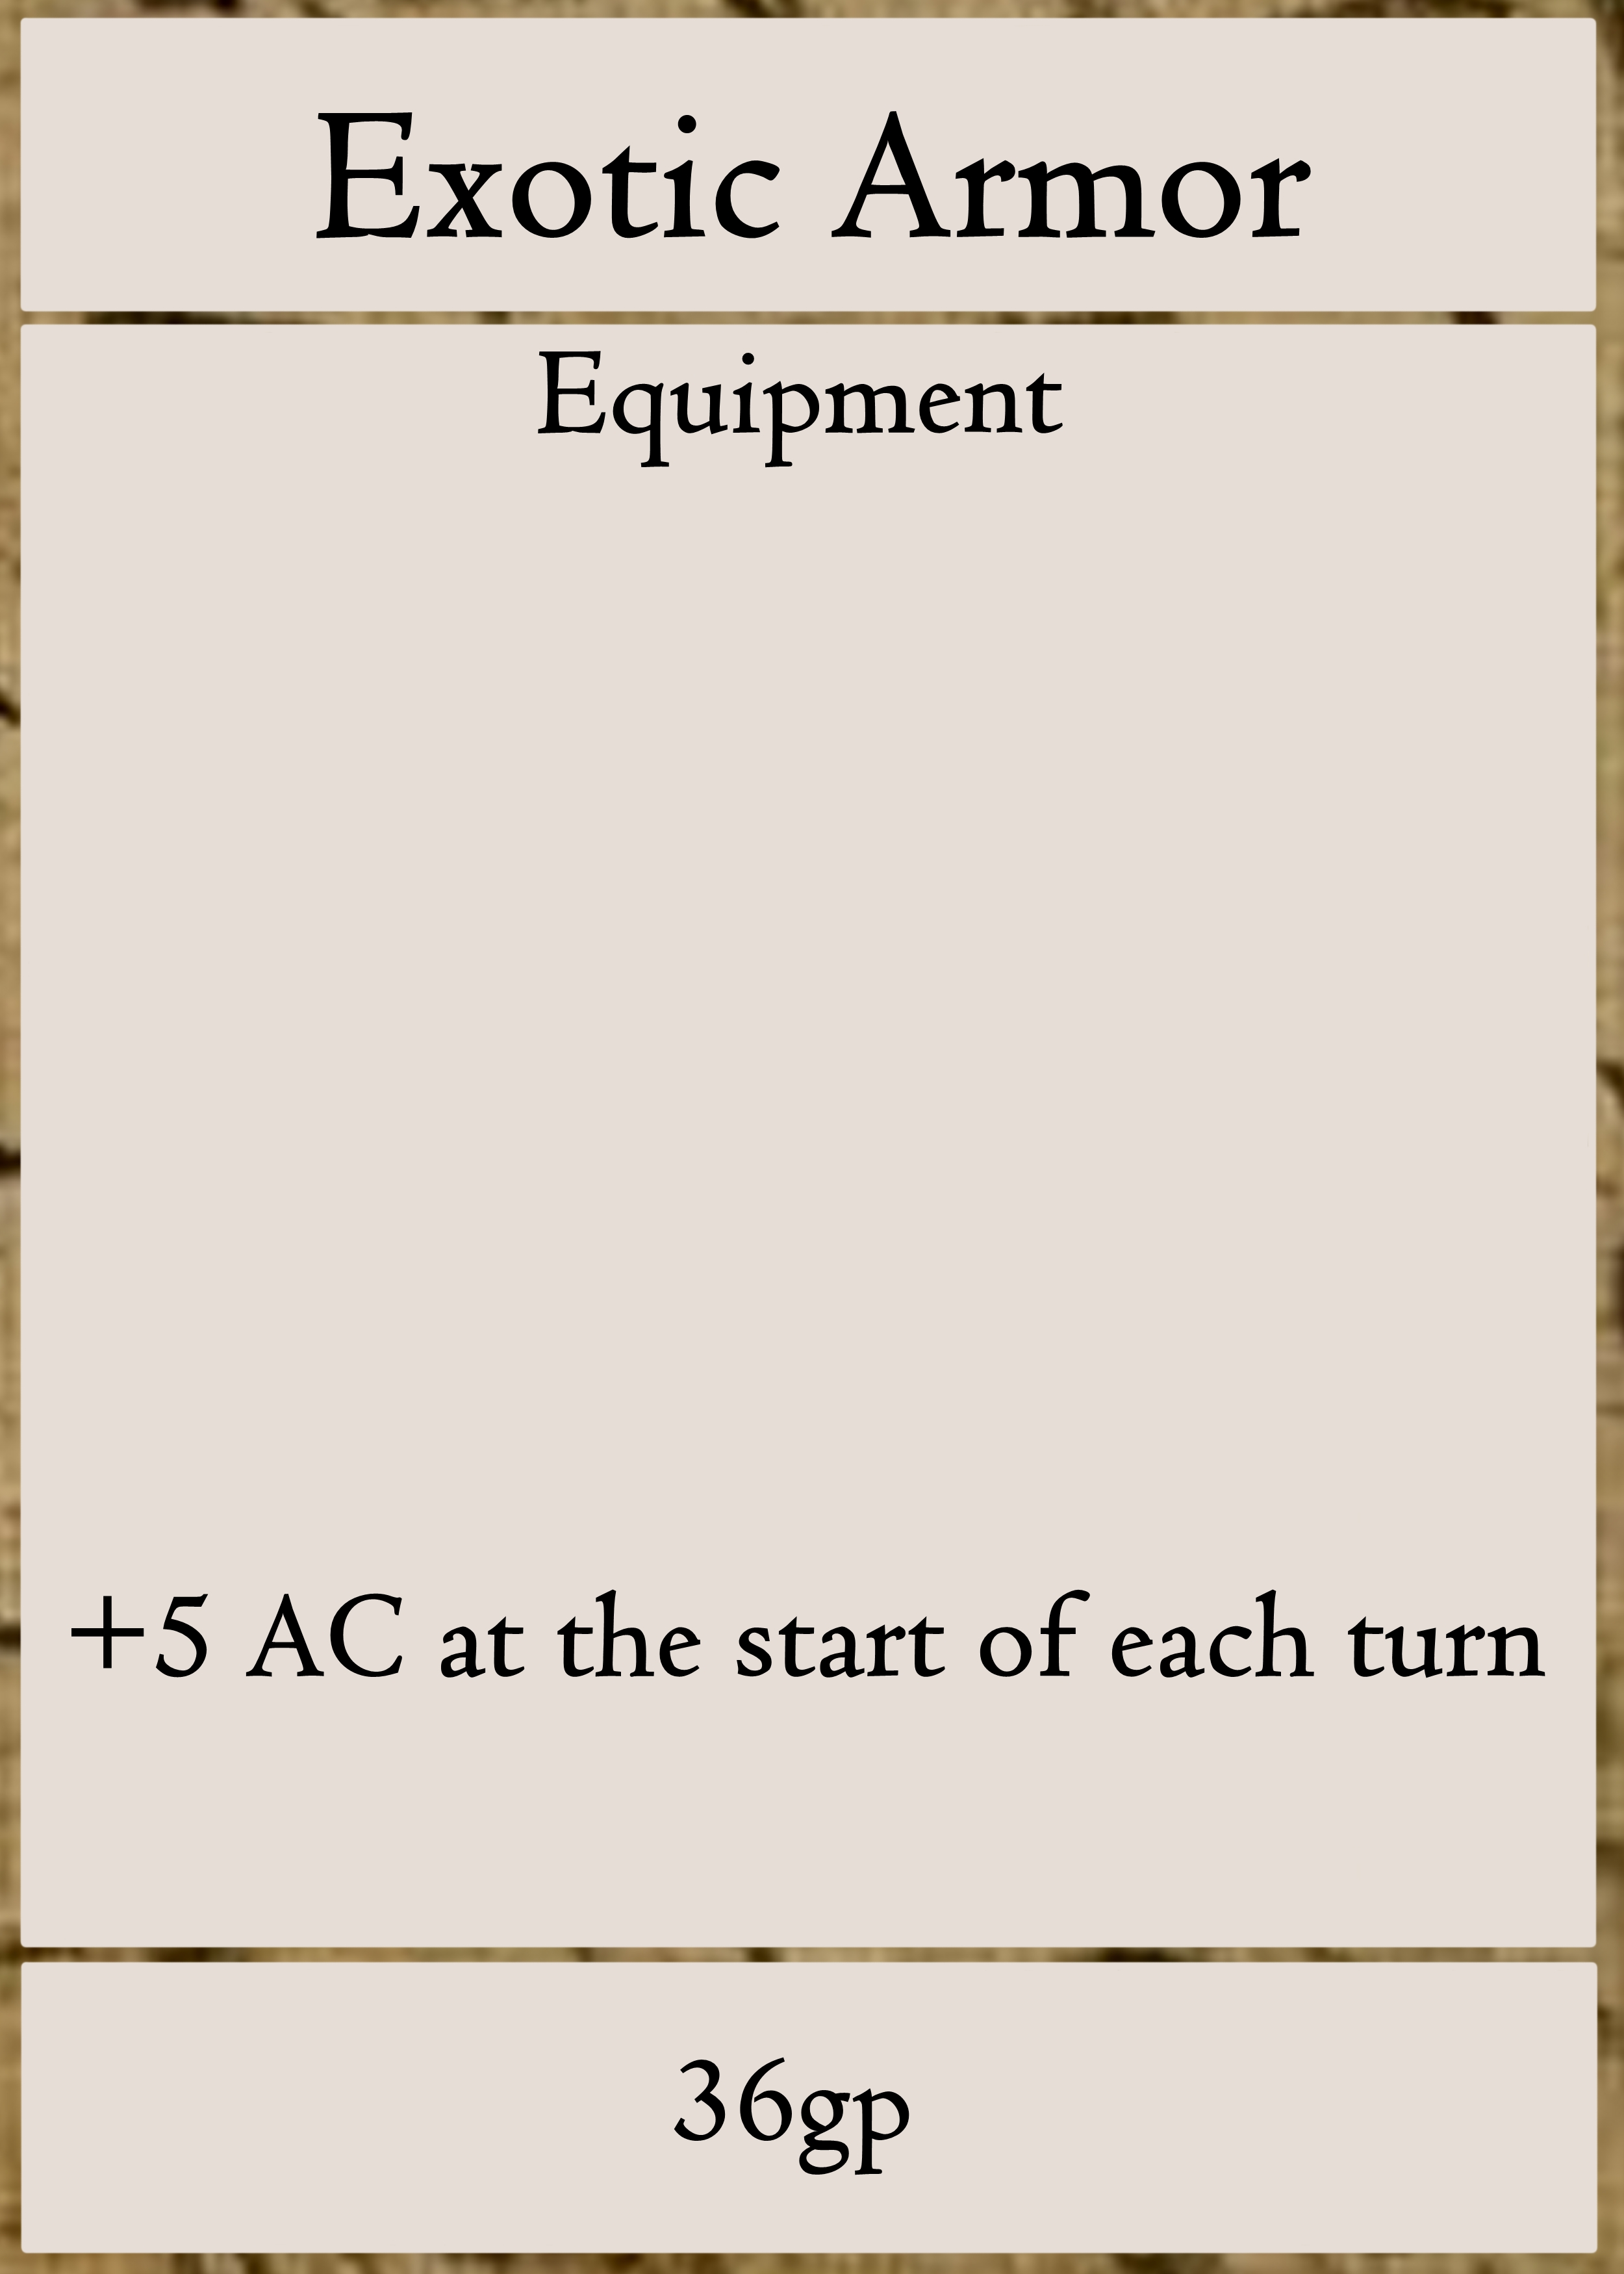 Exotic Armor
Equipment
+5 AC at the start of each turn
36gp